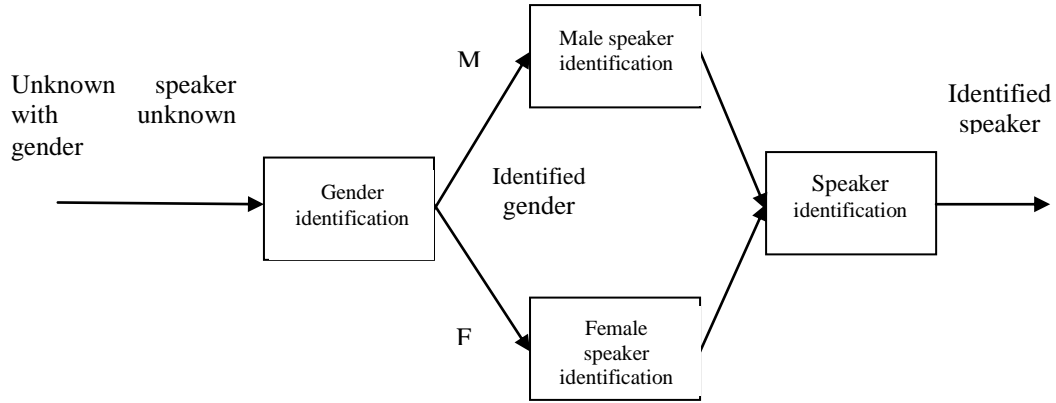 Unknown speaker
with unknown
gender
Gender
identification
M
Identified
gender
F
Male speaker
identification
Female
speaker
identification
Speaker
identification
Identified
speaker